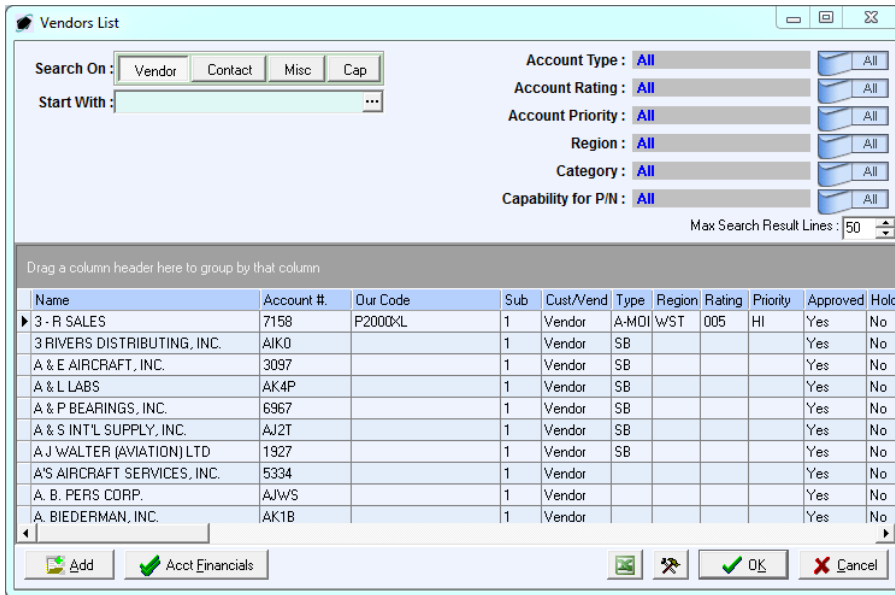 Vendors List
Search On : Vendor Contact Misc Cap
Start With : ...
Account Type : All All
Account Rating : All All
Account Priority : All All
Region : All All
Category : All All
Capability for P/N : All All
Max Search Result Lines : 50
Drag a column header here to group by that column
Name Account #. Our Code Sub Cust/Vend Type Region Rating Priority Approved Hold
3 - R SALES 7158 P2000XL 1 Vendor A-MOI WST 005 HI Yes No
3 RIVERS DISTRIBUTING, INC. AIK0 1 Vendor SB Yes No
A & E AIRCRAFT, INC. 3097 1 Vendor SB Yes No
A & L LABS AK4P 1 Vendor SB Yes No
A & P BEARINGS, INC. 6967 1 Vendor SB Yes No
A & S INT'L SUPPLY, INC. AJ2T 1 Vendor SB Yes No
A J WALTER (AVIATION) LTD 1927 1 Vendor SB Yes No
A'S AIRCRAFT SERVICES, INC. 5334 1 Vendor Yes No
A. B. PERS CORP. AJWS 1 Vendor Yes No
A. BIEDERMAN, INC. AK1B 1 Vendor Yes No
Add Acct Financials OK Cancel